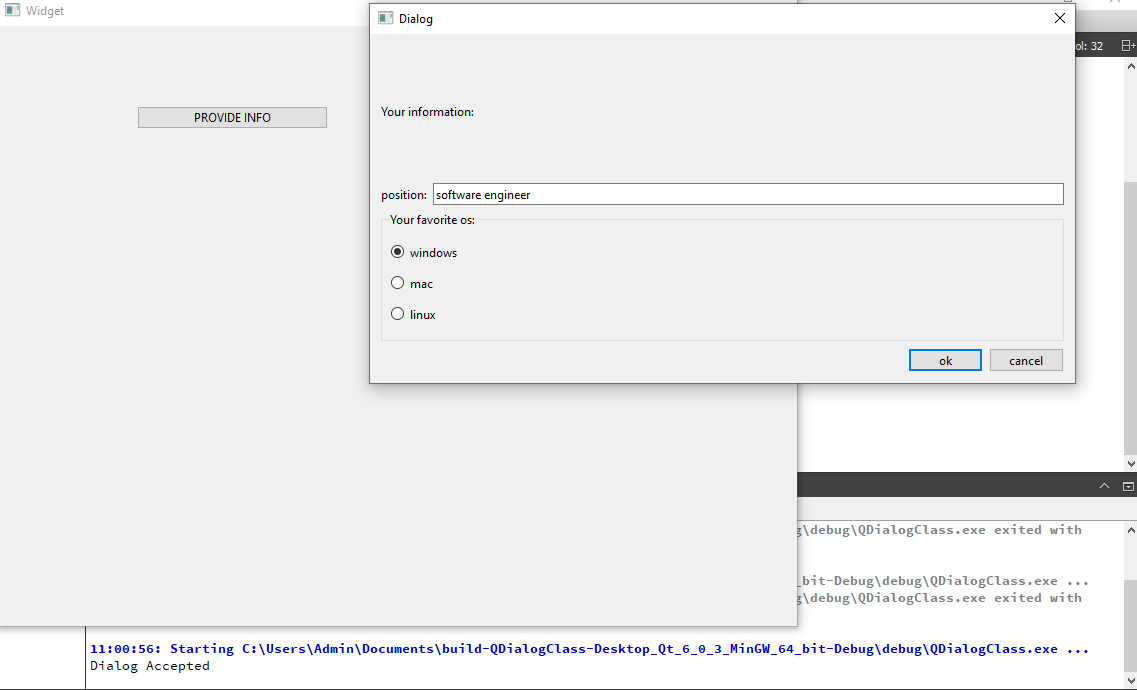 Widget
Dialog
ol: 32
PROVIDE INFO
Your information:
position: software engineer
Your favorite os:
windows
mac
linux
ok cancel
g\debug\QDialogClass.exe exited with
_bit-Debug\debug\QDialogClass.exe ...
g\debug\QDialogClass.exe exited with
11:00:56: Starting C:\Users\Admin\Documents\build-QDialogClass-Desktop_Qt_6_0_3_MinGW_64_bit-Debug\debug\QDialogClass.exe ...
Dialog Accepted